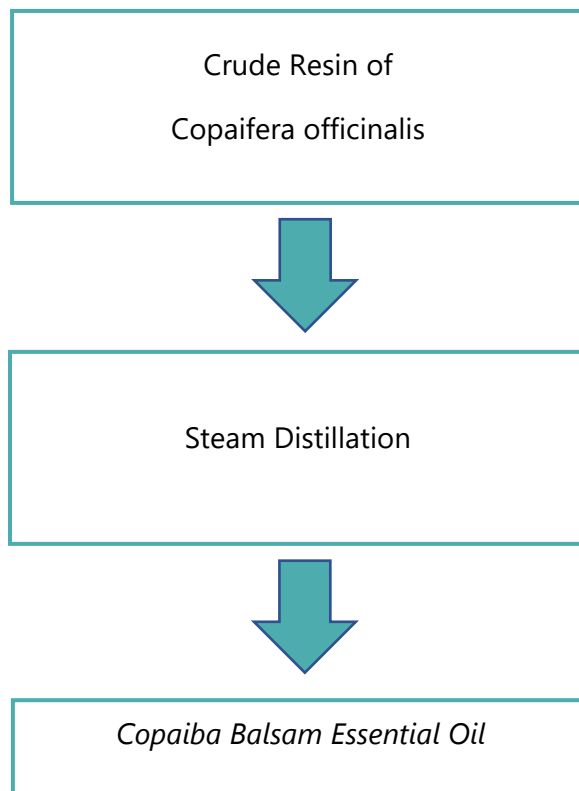 Crude Resin of
Copaifera officinalis
Steam Distillation
Copaiba Balsam Essential Oil